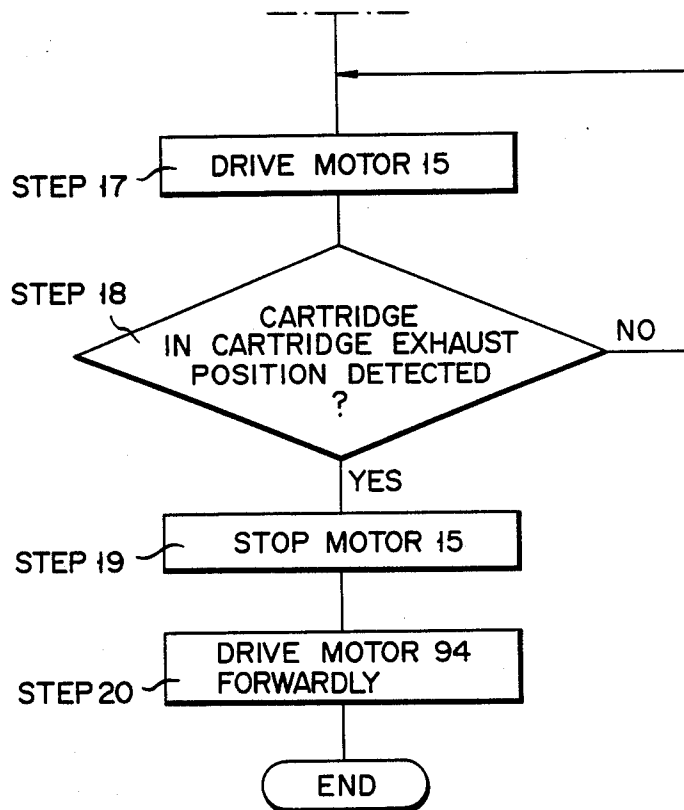 STEP 17
DRIVE MOTOR 15
STEP 18
CARTRIDGE
IN CARTRIDGE EXHAUST
POSITION DETECTED
?
NO
YES
STEP 19
STOP MOTOR 15
STEP 20
DRIVE MOTOR 94
FORWARDLY
END